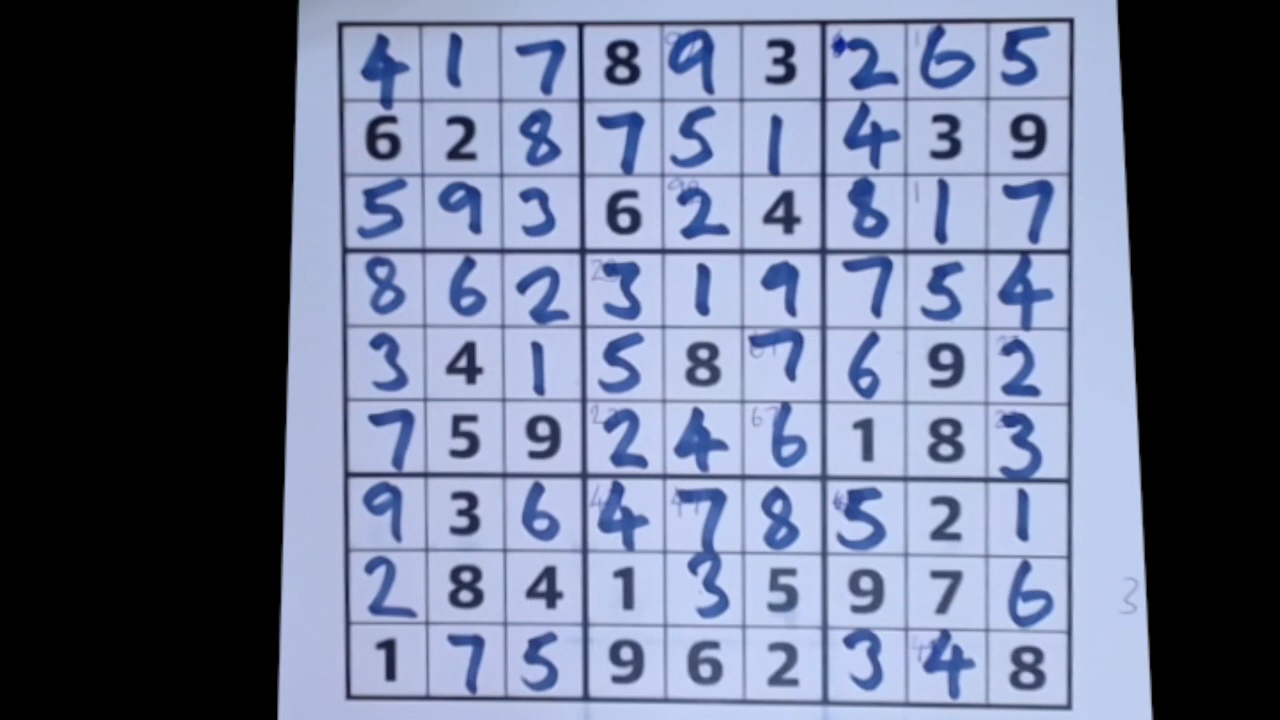 4 1 7 8 9 3 2 6 5
6 2 8 7 5 1 4 3 9
5 9 3 6 2 4 8 1 7
8 6 2 3 1 9 7 5 4
3 4 1 5 8 7 6 9 2
7 5 9 2 4 6 1 8 3
9 3 6 4 7 8 5 2 1
2 8 4 1 3 5 9 7 6
1 7 5 9 6 2 3 4 8
3